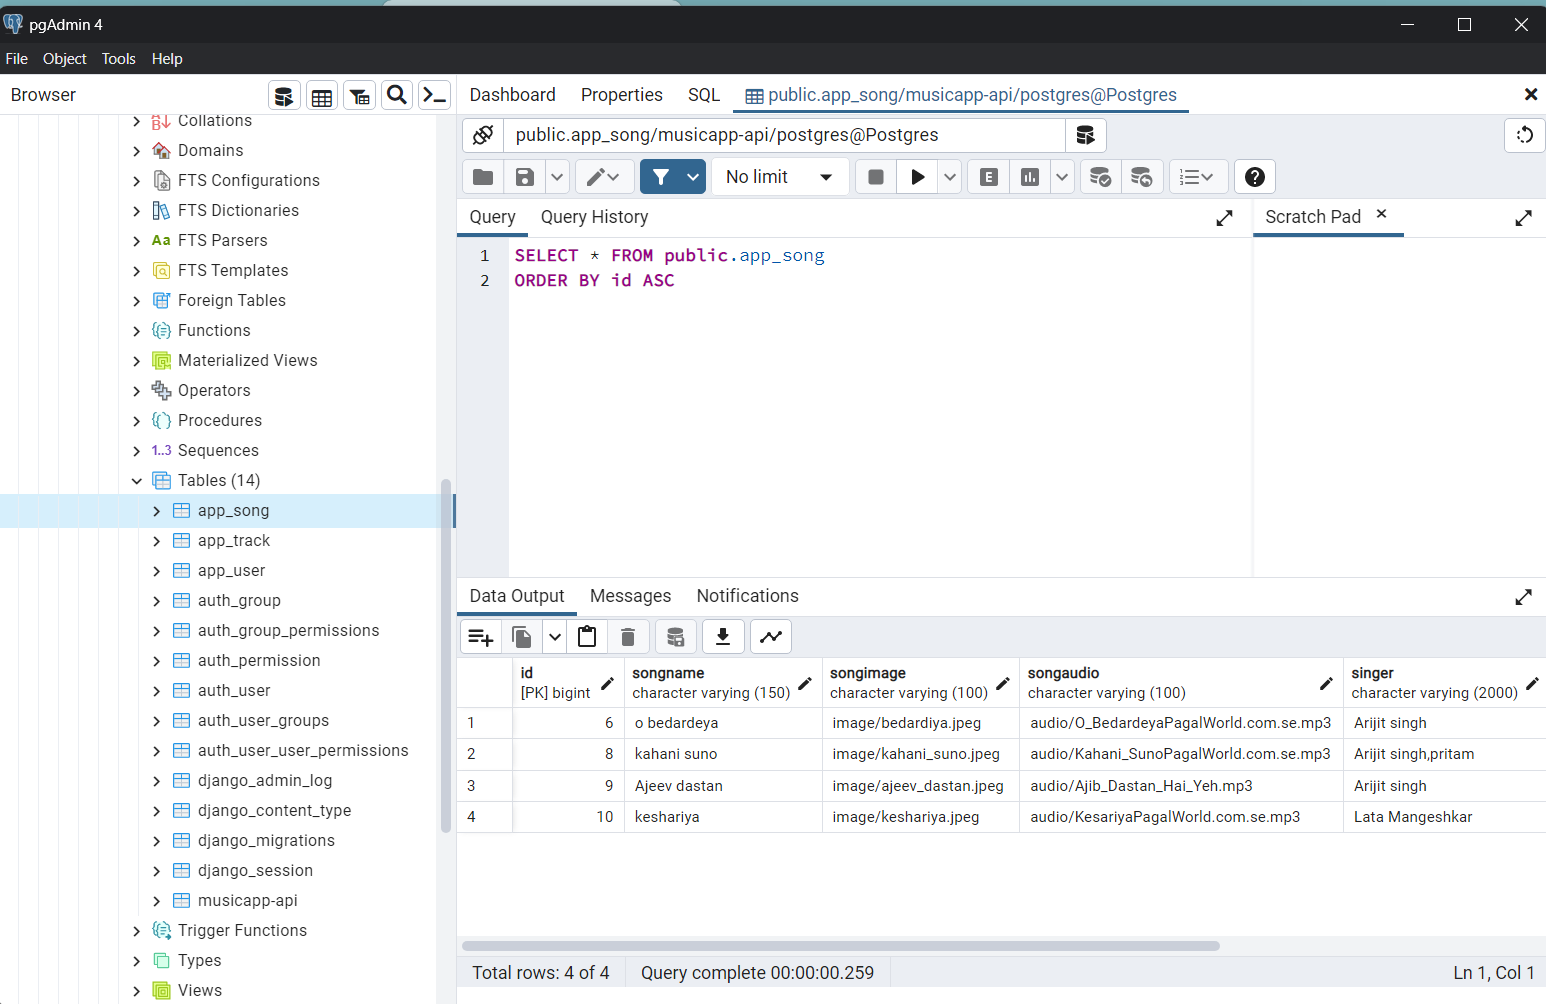 pgAdmin 4
File Object Tools Help
Browser
Dashboard Properties SQL public.app_song/musicapp-api/postgres@Postgres
public.app_song/musicapp-api/postgres@Postgres
No limit
E
Query Query History
Scratch Pad
1 SELECT * FROM public.app_song
2 ORDER BY id ASC
Collations
Domains
FTS Configurations
FTS Dictionaries
Aa FTS Parsers
FTS Templates
Foreign Tables
Functions
Materialized Views
Operators
Procedures
1..3 Sequences
Tables (14)
app_song
app_track
app_user
auth_group
auth_group_permissions
auth_permission
auth_user
auth_user_groups
auth_user_user_permissions
django_admin_log
django_content_type
django_migrations
django_session
musicapp-api
Trigger Functions
Types
Views
Data Output Messages Notifications
id songname songimage songaudio singer
[PK] bigint character varying (150) character varying (100) character varying (100) character varying (2000)
1 6 o bedardeya image/bedardiya.jpeg audio/O_BedardeyaPagalWorld.com.se.mp3 Arijit singh
2 8 kahani suno image/kahani_suno.jpeg audio/Kahani_SunoPagalWorld.com.se.mp3 Arijit singh,pritam
3 9 Ajeev dastan image/ajeev_dastan.jpeg audio/Ajib_Dastan_Hai_Yeh.mp3 Arijit singh
4 10 keshariya image/keshariya.jpeg audio/KesariyaPagalWorld.com.se.mp3 Lata Mangeshkar
Total rows: 4 of 4 Query complete 00:00:00.259 Ln 1, Col 1